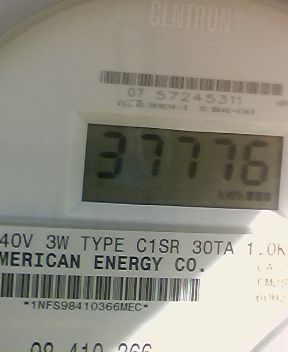 CENTRON
07 57245311
37776
kWh
40V 3W TYPE C1SR 30TA 1.0K
MERICAN ENERGY CO.
*1NFS98410366MEC*
98 410 366